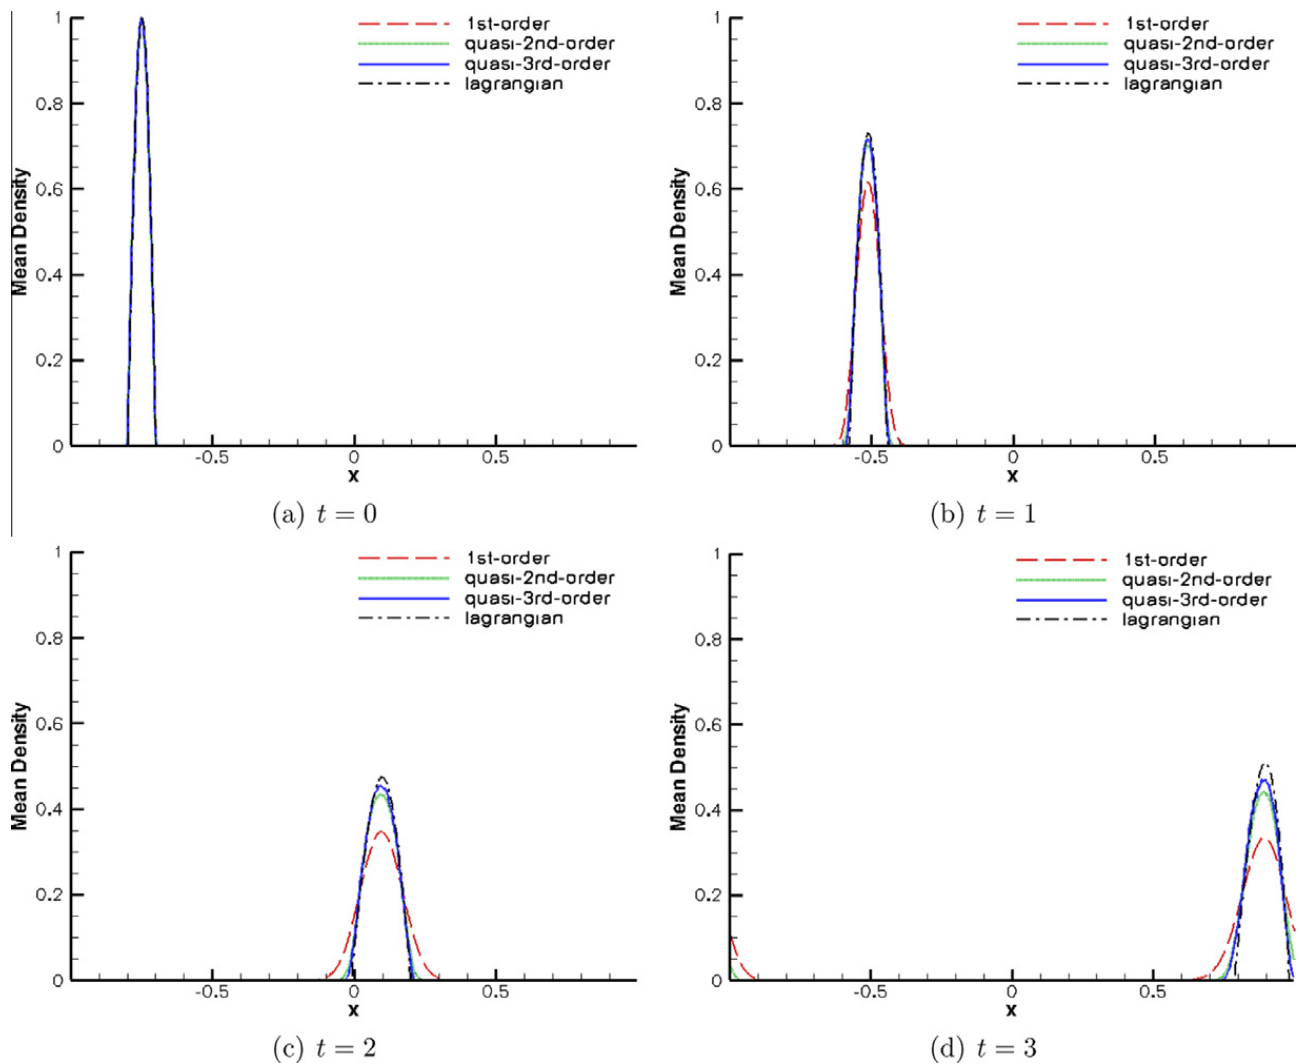 1
0.8
0.6
0.4
0.2
0
-0.5
0
0.5
x
Mean Density
1st-order
quasi-2nd-order
quasi-3rd-order
lagrangian
(a) t = 0
1
0.8
0.6
0.4
0.2
0
-0.5
0
0.5
x
Mean Density
1st-order
quasi-2nd-order
quasi-3rd-order
lagrangian
(b) t = 1
1
0.8
0.6
0.4
0.2
0
-0.5
0
0.5
x
Mean Density
1st-order
quasi-2nd-order
quasi-3rd-order
lagrangian
(c) t = 2
1
0.8
0.6
0.4
0.2
0
-0.5
0
0.5
x
Mean Density
1st-order
quasi-2nd-order
quasi-3rd-order
lagrangian
(d) t = 3